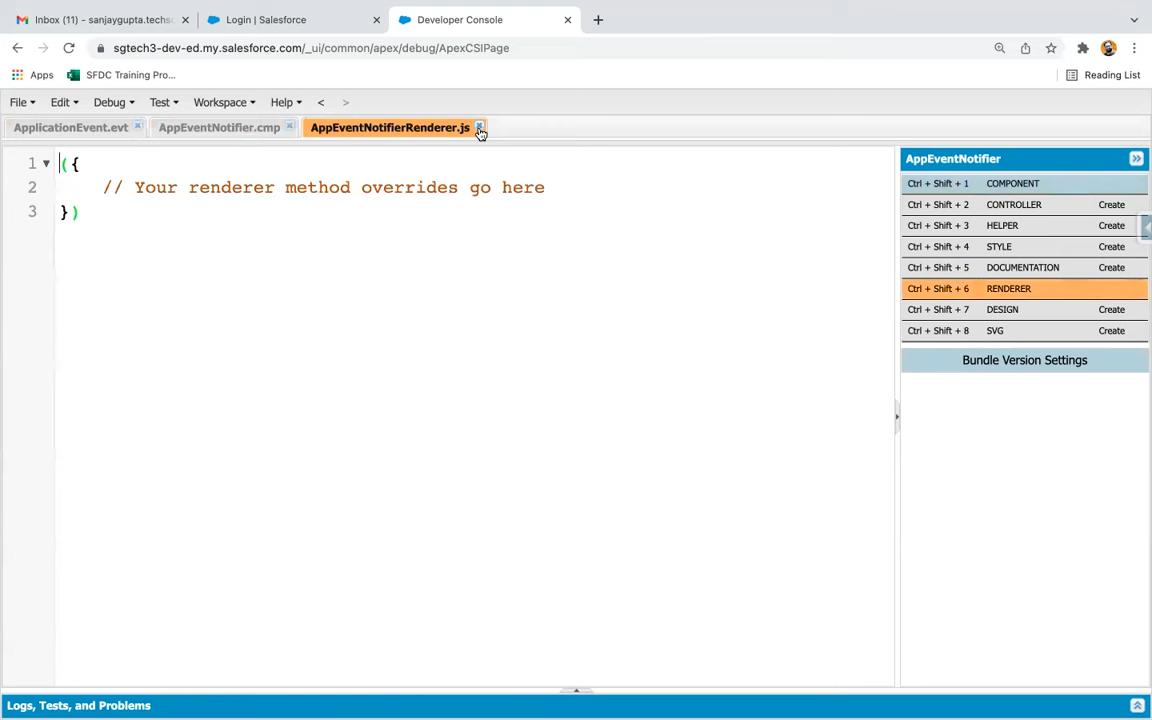 Inbox (11) - sanjaygupta.techsc
Login | Salesforce
Developer Console
sgtech3-dev-ed.my.salesforce.com/_ui/common/apex/debug/ApexCSIPage
Apps
SFDC Training Pro...
Reading List
File
Edit
Debug
Test
Workspace
Help
<
>
ApplicationEvent.evt
AppEventNotifier.cmp
AppEventNotifierRenderer.js
1 ({
2 // Your renderer method overrides go here
3 })
AppEventNotifier
Ctrl + Shift + 1 COMPONENT
Ctrl + Shift + 2 CONTROLLER Create
Ctrl + Shift + 3 HELPER Create
Ctrl + Shift + 4 STYLE Create
Ctrl + Shift + 5 DOCUMENTATION Create
Ctrl + Shift + 6 RENDERER
Ctrl + Shift + 7 DESIGN Create
Ctrl + Shift + 8 SVG Create
Bundle Version Settings
Logs, Tests, and Problems